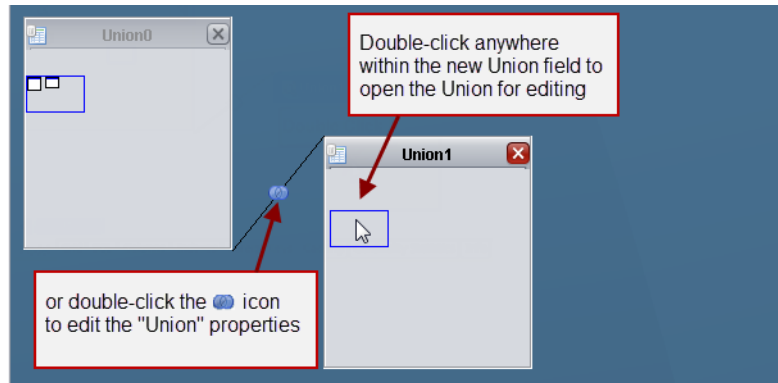 Union0
Double-click anywhere
within the new Union field to
open the Union for editing
Union1
or double-click the icon
to edit the "Union" properties